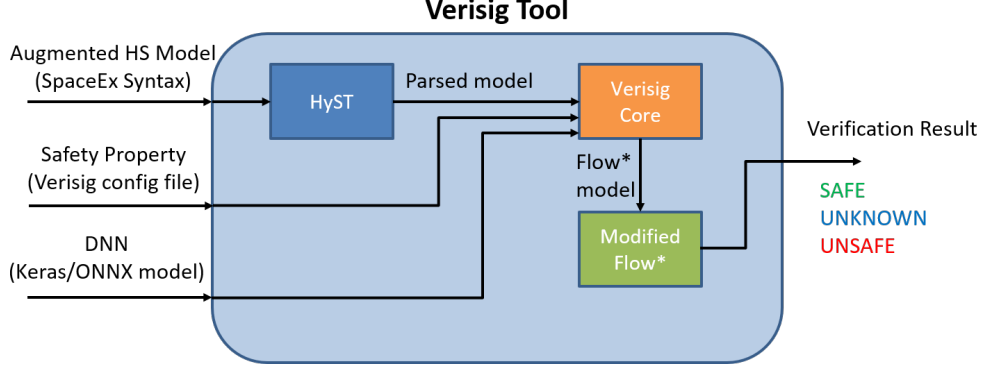 Verisig Tool
Augmented HS Model
(SpaceEx Syntax)
HyST
Parsed model
Verisig
Core
Verification Result
Safety Property
(Verisig config file)
Flow*
model
SAFE
UNKNOWN
UNSAFE
Modified
Flow*
DNN
(Keras/ONNX model)